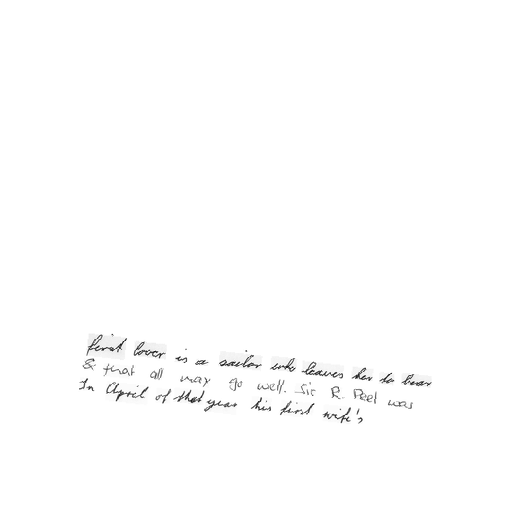 first lover is a sailor who leaves her to bear
& that all may go well. Sir R. Peel was
In April of that year his first wife's